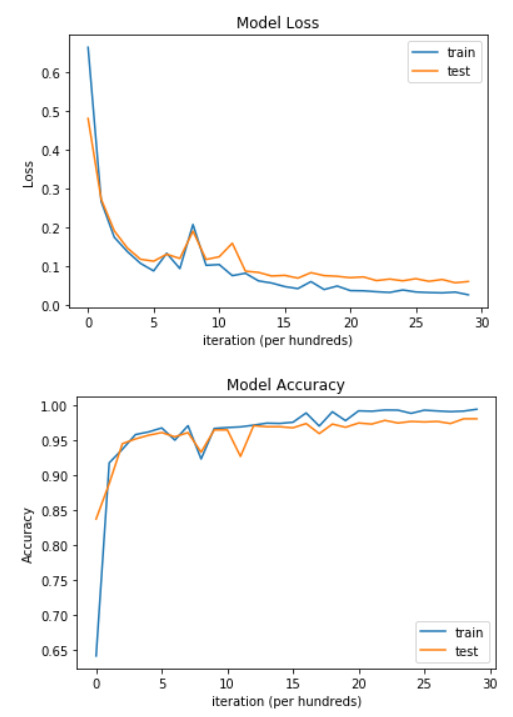 Model Loss
train
test
0.6
0.5
0.4
0.3
0.2
0.1
0.0
Loss
0 5 10 15 20 25 30
iteration (per hundreds)
Model Accuracy
1.00
0.95
0.90
0.85
0.80
0.75
0.70
0.65
Accuracy
train
test
0 5 10 15 20 25 30
iteration (per hundreds)